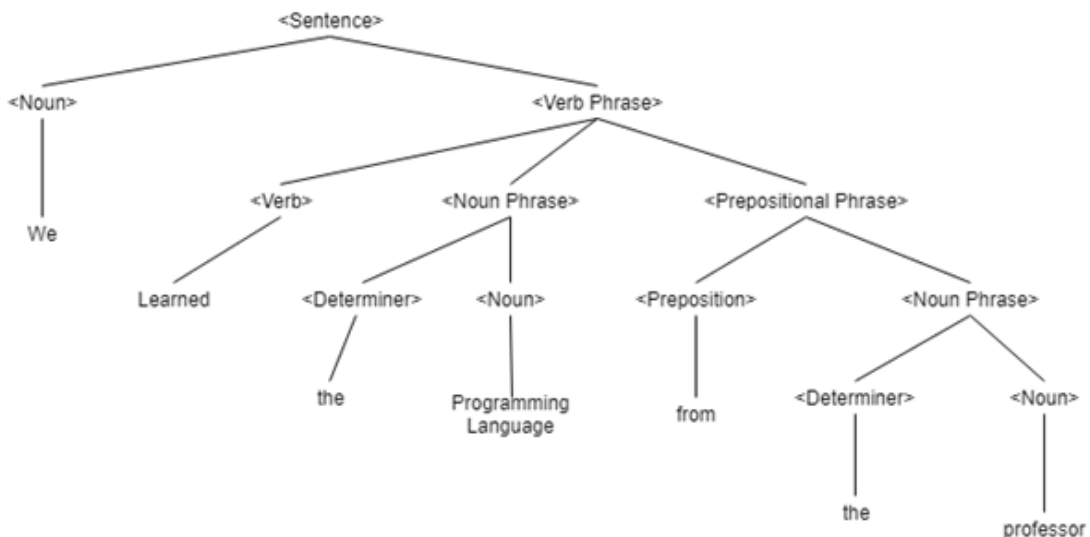 <Sentence>
<Noun> <Verb Phrase>
<Verb> <Noun Phrase> <Prepositional Phrase>
We
Learned <Determiner> <Noun> <Preposition> <Noun Phrase>
the Programming
Language from <Determiner> <Noun>
the professor